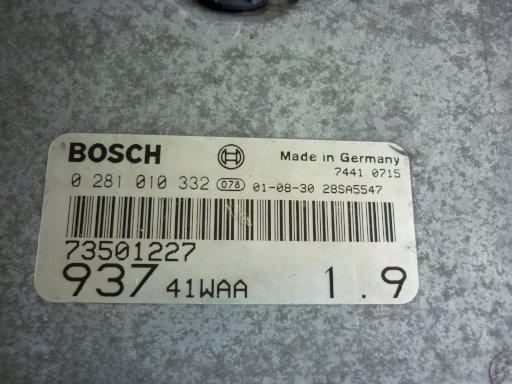 BOSCH Made in Germany
7441 0715
0 281 010 332 078 01-08-30 28SA5547
73501227
937 41WAA 1.9